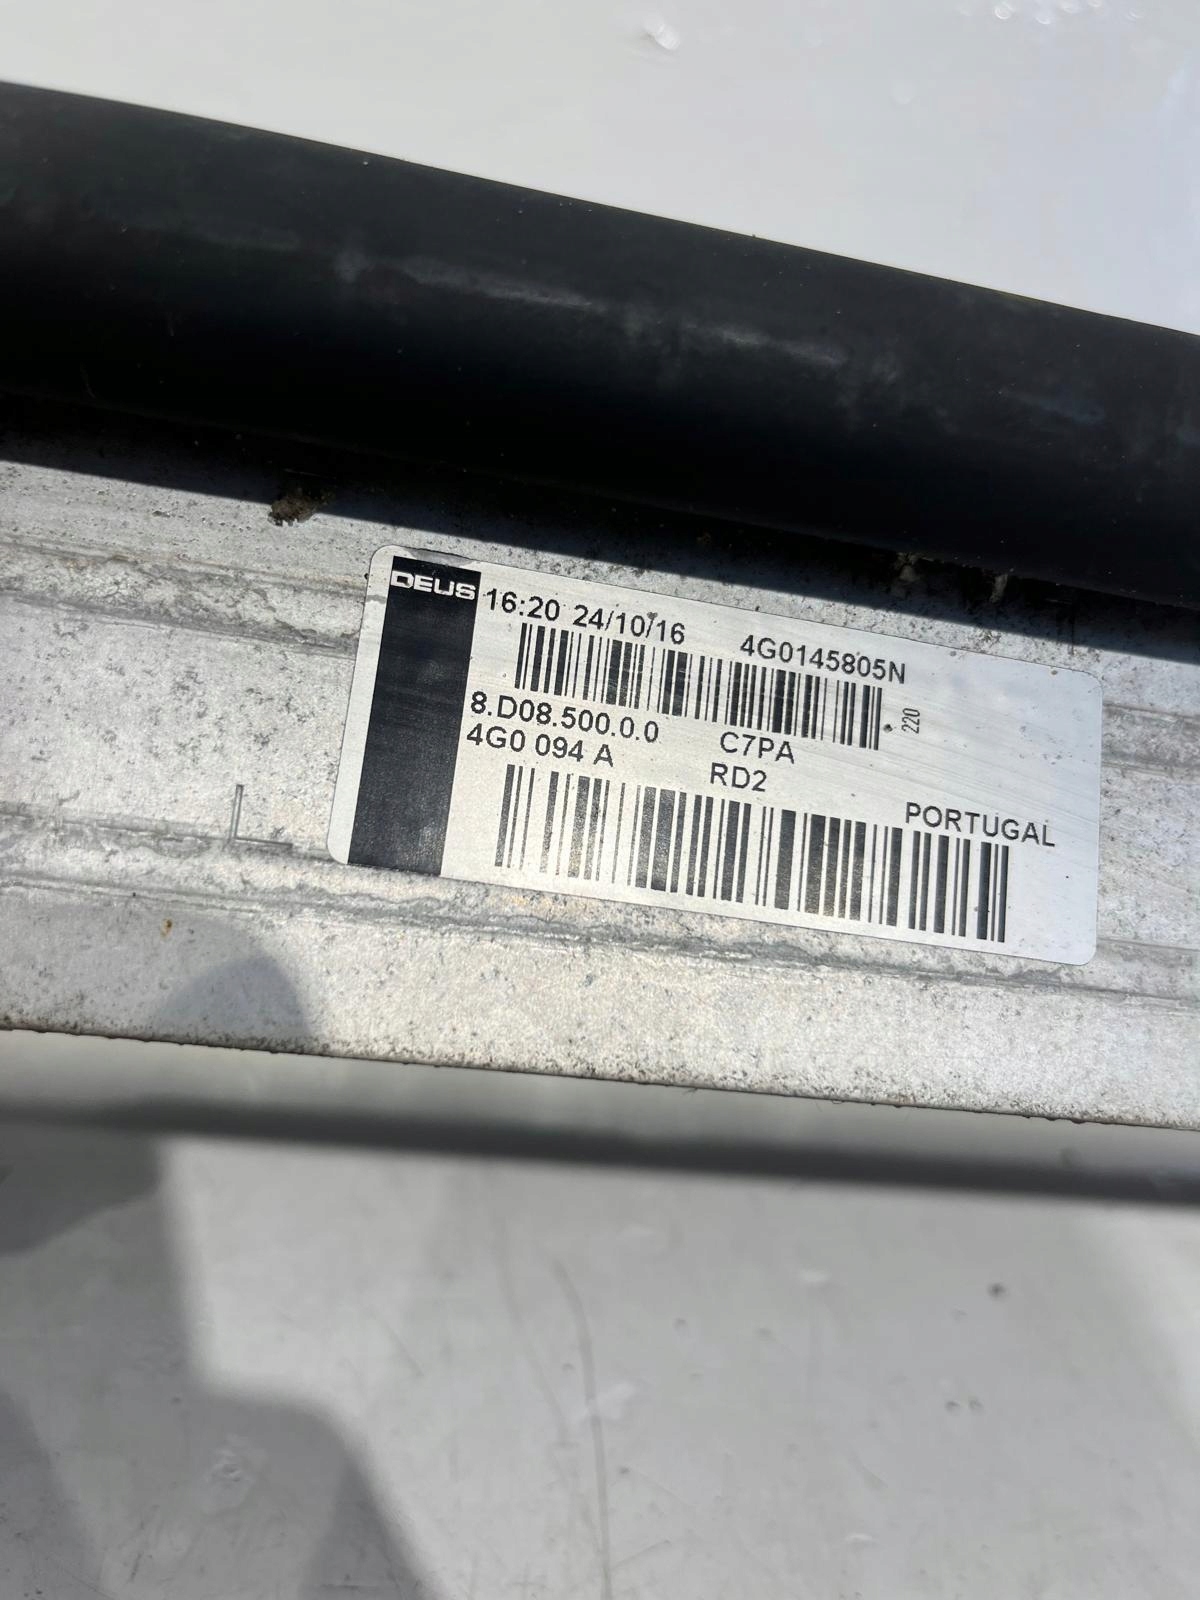 DEUS
16:20 24/10/16 4G0145805N
220
8.D08.500.0.0 C7PA
4G0 094 A RD2
PORTUGAL